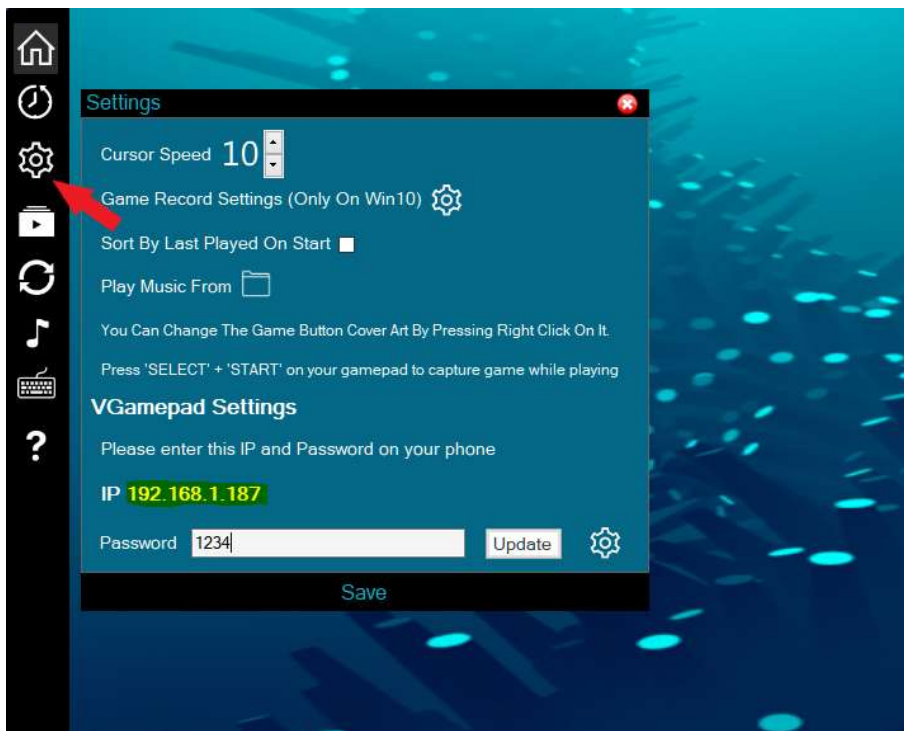 Settings
Cursor Speed 10
Game Record Settings (Only On Win10)
Sort By Last Played On Start
Play Music From
You Can Change The Game Button Cover Art By Pressing Right Click On It.
Press 'SELECT' + 'START' on your gamepad to capture game while playing
VGamepad Settings
Please enter this IP and Password on your phone
IP 192.168.1.187
Password 1234 Update
Save
?